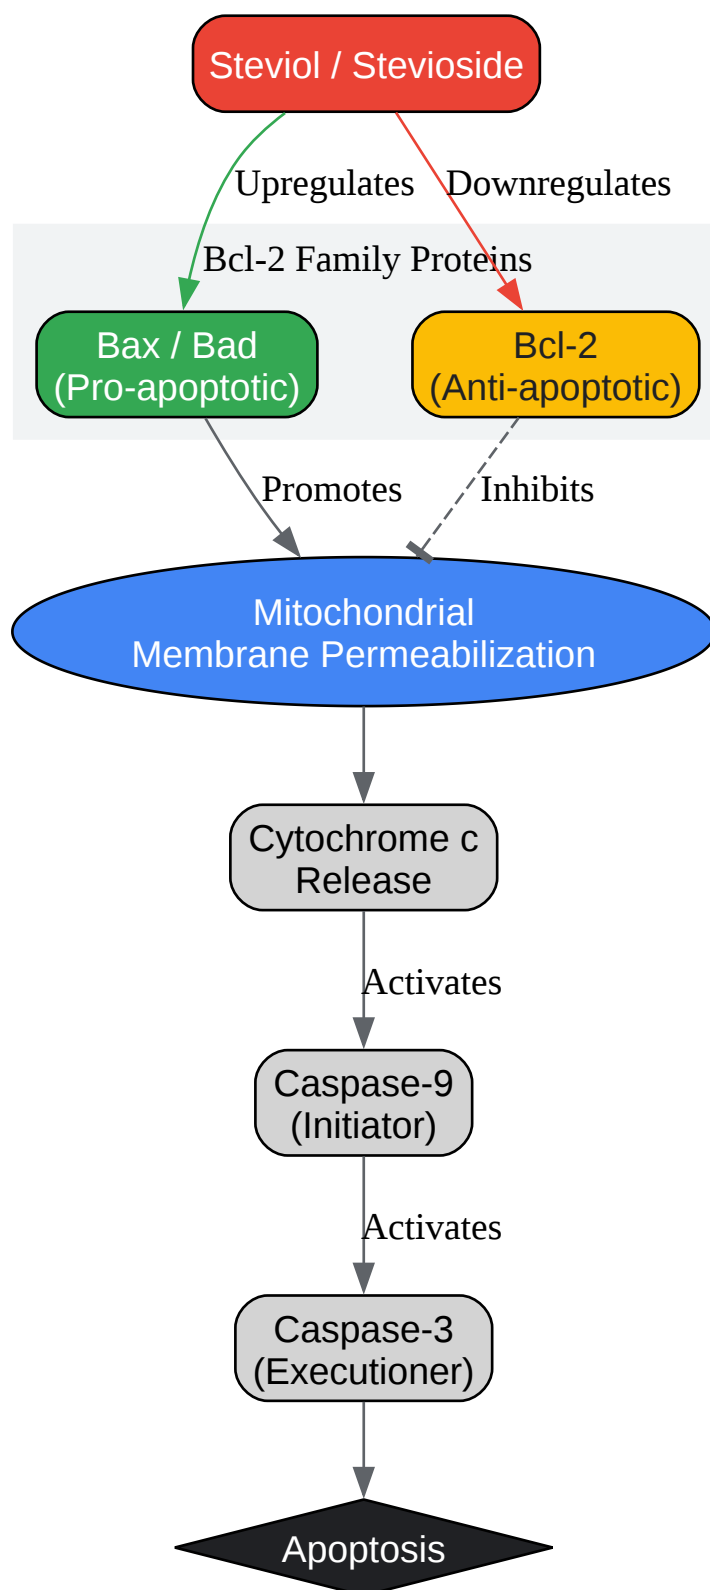 Steviol / Stevioside
Upregulates
Downregulates
Bcl-2 Family Proteins
Bax / Bad
(Pro-apoptotic)
Bcl-2
(Anti-apoptotic)
Promotes
Inhibits
Mitochondrial
Membrane Permeabilization
Cytochrome c
Release
Activates
Caspase-9
(Initiator)
Activates
Caspase-3
(Executioner)
Apoptosis